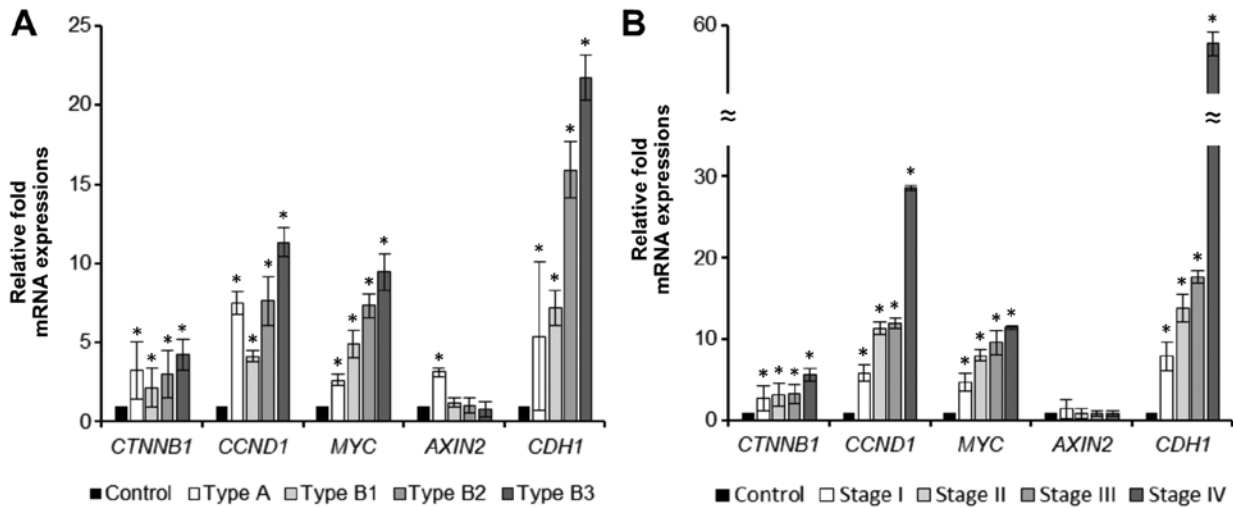 A
Relative fold
mRNA expressions
25
20
15
10
5
0
* * * * * * * * * * * * * * * * *
CTNNB1 CCND1 MYC AXIN2 CDH1
Control Type A Type B1 Type B2 Type B3
B
Relative fold
mRNA expressions
60
≈ ≈
30
20
10
0
* * * * * * * * * * * * * * * *
CTNNB1 CCND1 MYC AXIN2 CDH1
Control Stage I Stage II Stage III Stage IV